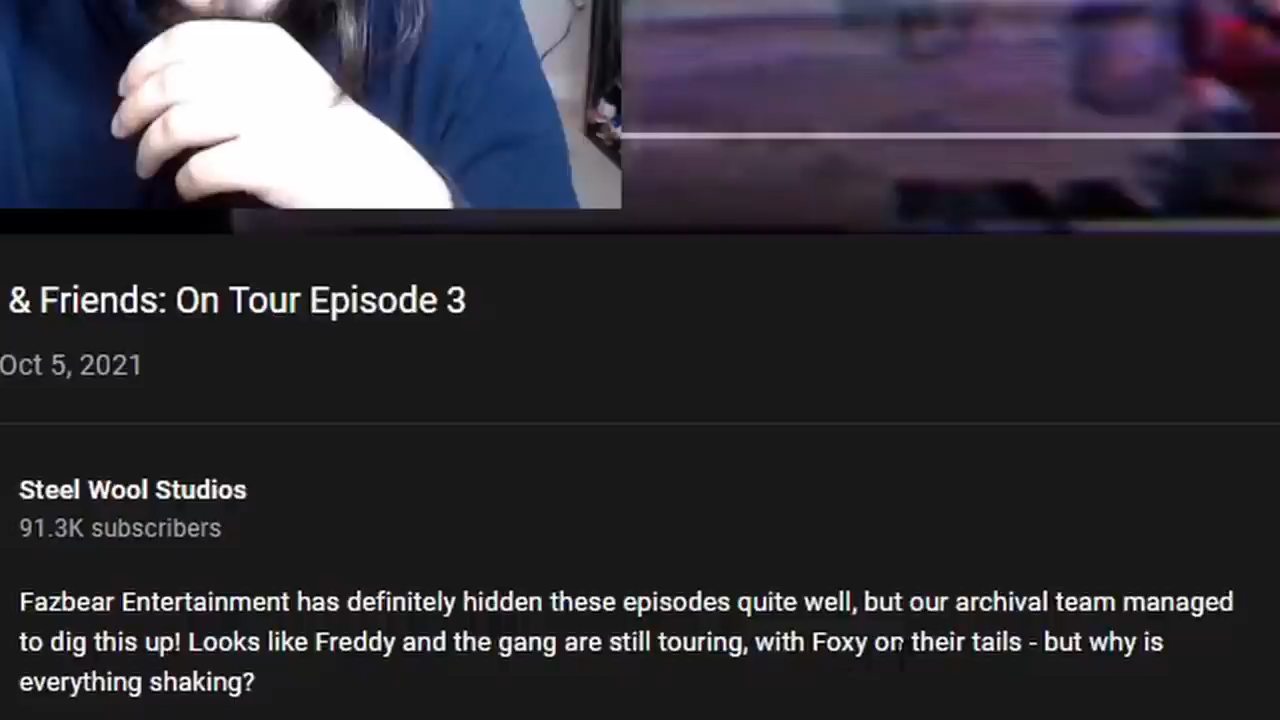 & Friends: On Tour Episode 3
Oct 5, 2021
Steel Wool Studios
91.3K subscribers
Fazbear Entertainment has definitely hidden these episodes quite well, but our archival team managed
to dig this up! Looks like Freddy and the gang are still touring, with Foxy on their tails - but why is
everything shaking?